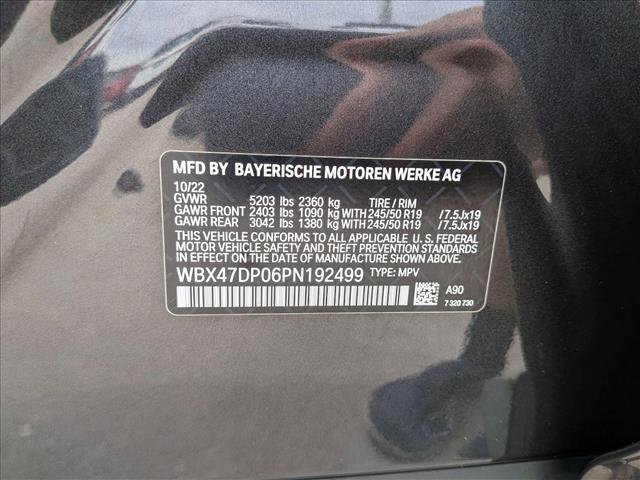 MFD BY BAYERISCHE MOTOREN WERKE AG
10/22
GVWR 5203 lbs 2360 kg TIRE / RIM
GAWR FRONT 2403 lbs 1090 kg WITH 245/50 R19 /7.5Jx19
GAWR REAR 3042 lbs 1380 kg WITH 245/50 R19 /7.5Jx19
THIS VEHICLE CONFORMS TO ALL APPLICABLE U. S. FEDERAL
MOTOR VEHICLE SAFETY AND THEFT PREVENTION STANDARDS
IN EFFECT ON THE DATE OF MANUFACTURE SHOWN ABOVE.
WBX47DP06PN192499 TYPE: MPV
A90
7 320 730